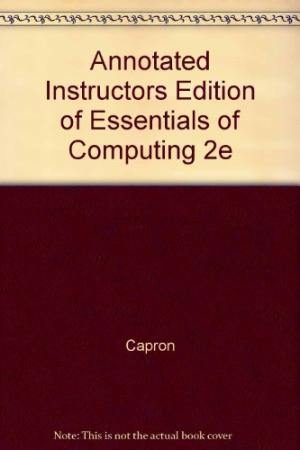 Annotated
Instructors Edition
of Essentials of
Computing 2e
Capron
Note: This is not the actual book cover